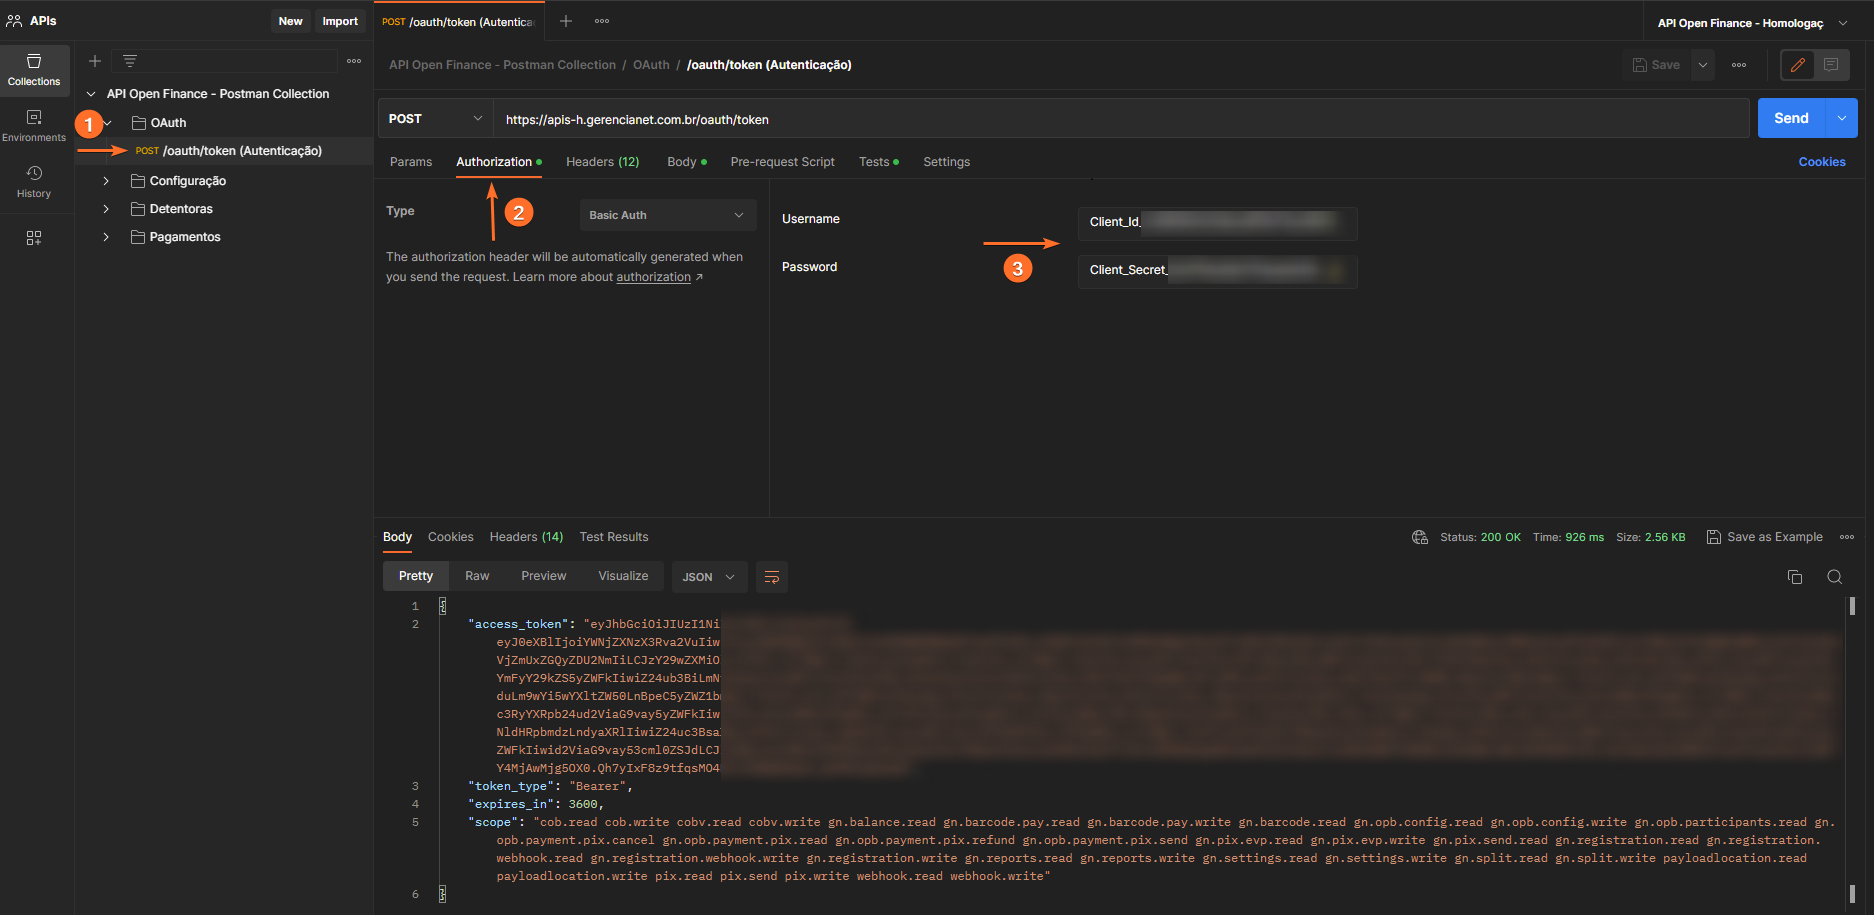 APIs
New
Import
POST /oauth/token (Autenticaç
API Open Finance - Homologaç
Collections
Environments
History
API Open Finance - Postman Collection
1
OAuth
POST /oauth/token (Autenticação)
Configuração
Detentoras
Pagamentos
API Open Finance - Postman Collection / OAuth / /oauth/token (Autenticação)
Save
POST
https://apis-h.gerencianet.com.br/oauth/token
Send
Params
Authorization
Headers (12)
Body
Pre-request Script
Tests
Settings
Cookies
Type
2
Basic Auth
The authorization header will be automatically generated when
you send the request. Learn more about authorization ↗
Username
Client_Id_
3
Password
Client_Secret_
Body
Cookies
Headers (14)
Test Results
Status: 200 OK
Time: 926 ms
Size: 2.56 KB
Save as Example
Pretty
Raw
Preview
Visualize
JSON
1 {
2 "access_token": "eyJhbGciOiJIUzI1Ni
eyJ0eXBlIjoiYWNjZXNzX3Rva2VuIiw
VjZmUxZGQyZDU2NmIiLCJzY29wZXMiO
YmFyY29kZS5yZWFkIiwiZ24ub3BiLmN
duLm9wYi5wYXltZW50LnBpeC5yZWZ1b
c3RyYXRpb24ud2ViaG9vay5yZWFkIiw
NldHRpbmdzLndyaXRlIiwiZ24uc3Bsa
ZWFkIiwid2ViaG9vay53cml0ZSJdLCJ
Y4MjAwMjg5OX0.Qh7yIxF8z9tfqsMO4
3 "token_type": "Bearer",
4 "expires_in": 3600,
5 "scope": "cob.read cob.write cobv.read cobv.write gn.balance.read gn.barcode.pay.read gn.barcode.pay.write gn.barcode.read gn.opb.config.read gn.opb.config.write gn.opb.participants.read gn.
opb.payment.pix.cancel gn.opb.payment.pix.read gn.opb.payment.pix.refund gn.opb.payment.pix.send gn.pix.evp.read gn.pix.evp.write gn.pix.send.read gn.registration.read gn.registration.
webhook.read gn.registration.webhook.write gn.registration.write gn.reports.read gn.reports.write gn.settings.read gn.settings.write gn.split.read gn.split.write payloadlocation.read
payloadlocation.write pix.read pix.send pix.write webhook.read webhook.write"
6 }